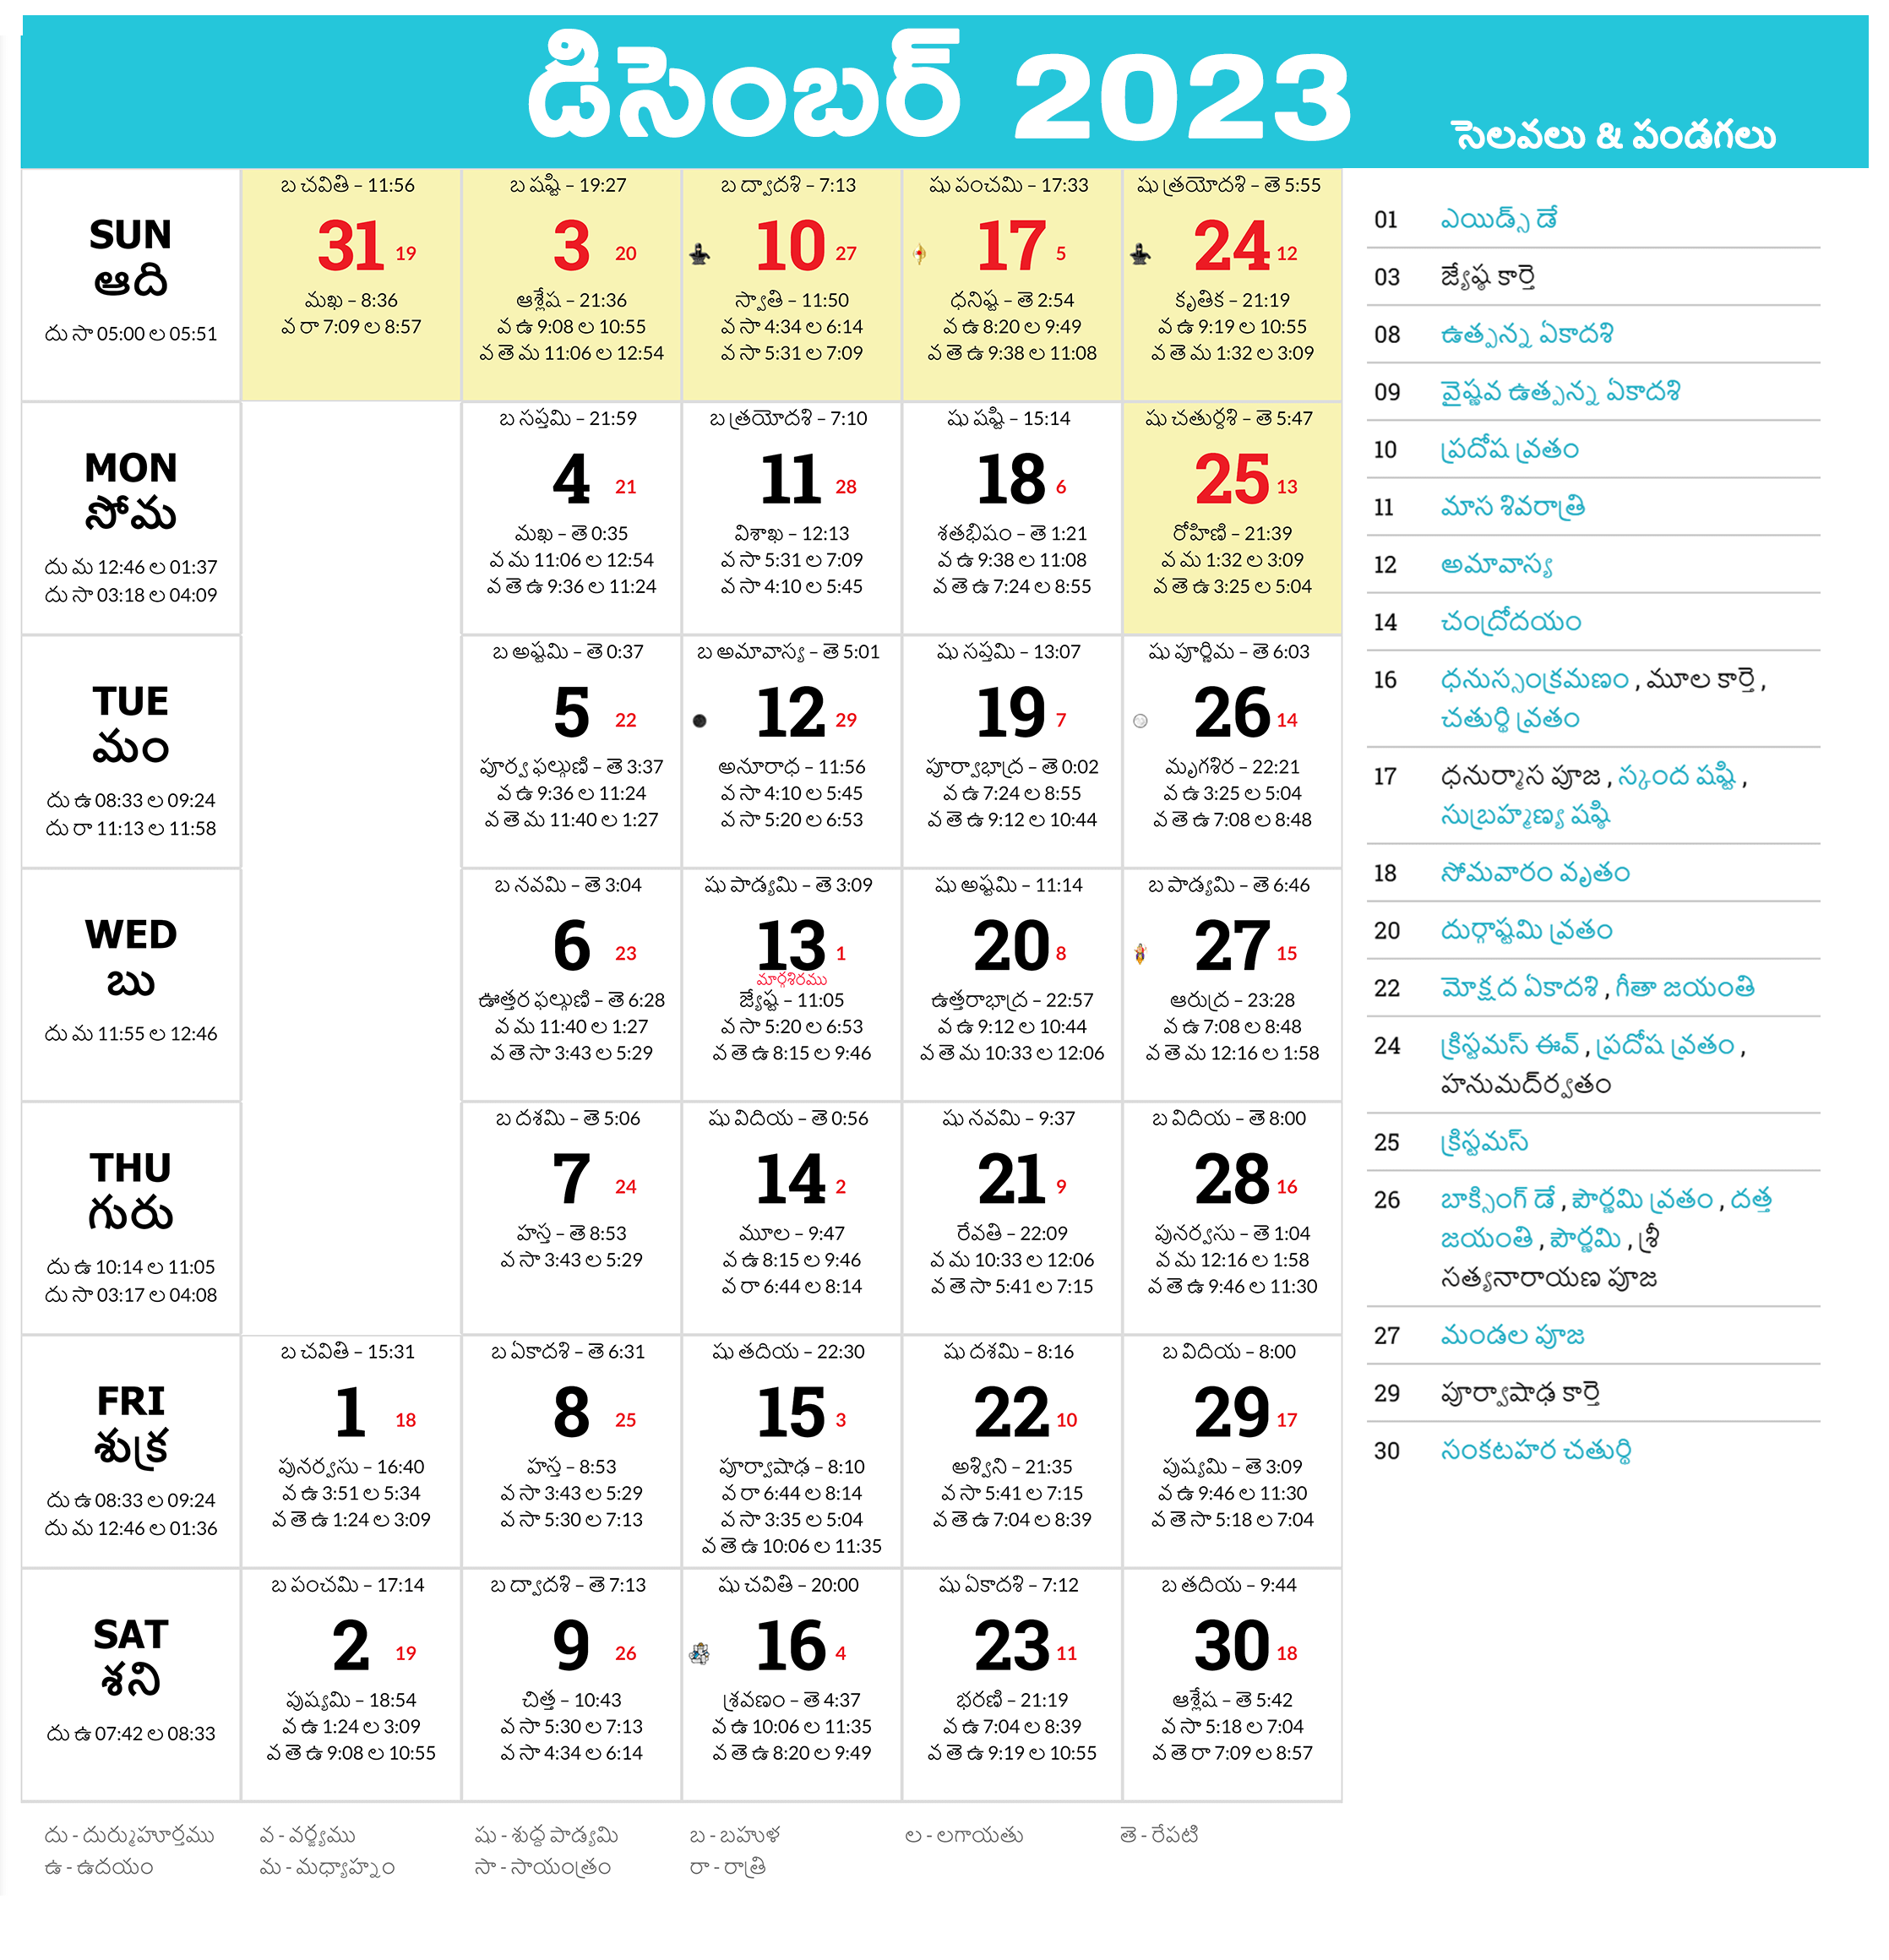 డిసెంబర్ 2023
సెలవలు & పండగలు
SUN
ఆది
దు సా 05:00 ల 05:51
బ చవితి – 11:56
31 19
మఖ – 8:36
వ రా 7:09 ల 8:57
బ షష్టి – 19:27
3 20
ఆశ్లేష – 21:36
వ ఉ 9:08 ల 10:55
వ తె మ 11:06 ల 12:54
బ ద్వాదశి – 7:13
10 27
స్వాతి – 11:50
వ సా 4:34 ల 6:14
వ సా 5:31 ల 7:09
షు పంచమి – 17:33
17 5
ధనిష్ట – తె 2:54
వ ఉ 8:20 ల 9:49
వ తె ఉ 9:38 ల 11:08
షు త్రయోదశి – తె 5:55
24 12
కృతిక – 21:19
వ ఉ 9:19 ల 10:55
వ తె మ 1:32 ల 3:09
MON
సోమ
దు మ 12:46 ల 01:37
దు సా 03:18 ల 04:09
బ సప్తమి – 21:59
4 21
మఖ – తె 0:35
వ మ 11:06 ల 12:54
వ తె ఉ 9:36 ల 11:24
బ త్రయోదశి – 7:10
11 28
విశాఖ – 12:13
వ సా 5:31 ల 7:09
వ సా 4:10 ల 5:45
షు షష్టి – 15:14
18 6
శతభిషం – తె 1:21
వ ఉ 9:38 ల 11:08
వ తె ఉ 7:24 ల 8:55
షు చతుర్దశి – తె 5:47
25 13
రోహిణి – 21:39
వ మ 1:32 ల 3:09
వ తె ఉ 3:25 ల 5:04
TUE
మం
దు ఉ 08:33 ల 09:24
దు రా 11:13 ల 11:58
బ అష్టమి – తె 0:37
5 22
పూర్వ ఫల్గుణి – తె 3:37
వ ఉ 9:36 ల 11:24
వ తె మ 11:40 ల 1:27
బ అమావాస్య – తె 5:01
12 29
అనూరాధ – 11:56
వ సా 4:10 ల 5:45
వ సా 5:20 ల 6:53
షు సప్తమి – 13:07
19 7
పూర్వాభాద్ర – తె 0:02
వ ఉ 7:24 ల 8:55
వ తె ఉ 9:12 ల 10:44
షు పూర్ణిమ – తె 6:03
26 14
మృగశిర – 22:21
వ ఉ 3:25 ల 5:04
వ తె ఉ 7:08 ల 8:48
WED
బు
దు మ 11:55 ల 12:46
బ నవమి – తె 3:04
6 23
ఊత్తర ఫల్గుణి – తె 6:28
వ మ 11:40 ల 1:27
వ తె సా 3:43 ల 5:29
షు పాడ్యమి – తె 3:09
13 1
మార్గశిరము
జ్యేష్ట – 11:05
వ సా 5:20 ల 6:53
వ తె ఉ 8:15 ల 9:46
షు అష్టమి – 11:14
20 8
ఉత్తరాభాద్ర – 22:57
వ ఉ 9:12 ల 10:44
వ తె మ 10:33 ల 12:06
బ పాడ్యమి – తె 6:46
27 15
ఆరుద్ర – 23:28
వ ఉ 7:08 ల 8:48
వ తె మ 12:16 ల 1:58
THU
గురు
దు ఉ 10:14 ల 11:05
దు సా 03:17 ల 04:08
బ దశమి – తె 5:06
7 24
హస్త – తె 8:53
వ సా 3:43 ల 5:29
షు విదియ – తె 0:56
14 2
మూల – 9:47
వ ఉ 8:15 ల 9:46
వ రా 6:44 ల 8:14
షు నవమి – 9:37
21 9
రేవతి – 22:09
వ మ 10:33 ల 12:06
వ తె సా 5:41 ల 7:15
బ విదియ – తె 8:00
28 16
పునర్వసు – తె 1:04
వ మ 12:16 ల 1:58
వ తె ఉ 9:46 ల 11:30
FRI
శుక్ర
దు ఉ 08:33 ల 09:24
దు మ 12:46 ల 01:36
బ చవితి – 15:31
1 18
పునర్వసు – 16:40
వ ఉ 3:51 ల 5:34
వ తె ఉ 1:24 ల 3:09
బ ఏకాదశి – తె 6:31
8 25
హస్త – 8:53
వ సా 3:43 ల 5:29
వ సా 5:30 ల 7:13
షు తదియ – 22:30
15 3
పూర్వాషాఢ – 8:10
వ రా 6:44 ల 8:14
వ సా 3:35 ల 5:04
వ తె ఉ 10:06 ల 11:35
షు దశమి – 8:16
22 10
అశ్విని – 21:35
వ సా 5:41 ల 7:15
వ తె ఉ 7:04 ల 8:39
బ విదియ – 8:00
29 17
పుష్యమి – తె 3:09
వ ఉ 9:46 ల 11:30
వ తె సా 5:18 ల 7:04
SAT
శని
దు ఉ 07:42 ల 08:33
బ పంచమి – 17:14
2 19
పుష్యమి – 18:54
వ ఉ 1:24 ల 3:09
వ తె ఉ 9:08 ల 10:55
బ ద్వాదశి – తె 7:13
9 26
చిత్త – 10:43
వ సా 5:30 ల 7:13
వ సా 4:34 ల 6:14
షు చవితి – 20:00
16 4
శ్రవణం – తె 4:37
వ ఉ 10:06 ల 11:35
వ తె ఉ 8:20 ల 9:49
షు ఏకాదశి – 7:12
23 11
భరణి – 21:19
వ ఉ 7:04 ల 8:39
వ తె ఉ 9:19 ల 10:55
బ తదియ – 9:44
30 18
ఆశ్లేష – తె 5:42
వ సా 5:18 ల 7:04
వ తె రా 7:09 ల 8:57
01 ఎయిడ్స్ డే
03 జ్యేష్ఠ కార్తె
08 ఉత్పన్న ఏకాదశి
09 వైష్ణవ ఉత్పన్న ఏకాదశి
10 ప్రదోష వ్రతం
11 మాస శివరాత్రి
12 అమావాస్య
14 చంద్రోదయం
16 ధనుస్సంక్రమణం , మూల కార్తె ,
చతుర్థి వ్రతం
17 ధనుర్మాస పూజ , స్కంద షష్టి ,
సుబ్రహ్మణ్య షష్ఠి
18 సోమవారం వృతం
20 దుర్గాష్టమి వ్రతం
22 మోక్షద ఏకాదశి , గీతా జయంతి
24 క్రిస్టమస్ ఈవ్ , ప్రదోష వ్రతం ,
హనుమద్ర్వతం
25 క్రిస్టమస్
26 బాక్సింగ్ డే , పౌర్ణమి వ్రతం , దత్త
జయంతి , పౌర్ణమి , శ్రీ
సత్యనారాయణ పూజ
27 మండల పూజ
29 పూర్వాషాఢ కార్తె
30 సంకటహర చతుర్థి
దు - దుర్ముహూర్తము వ - వర్జ్యము షు - శుద్ధ పాడ్యమి బ - బహుళ ల - లగాయతు తె - రేపటి
ఉ - ఉదయం మ - మధ్యాహ్నం సా - సాయంత్రం రా - రాత్రి